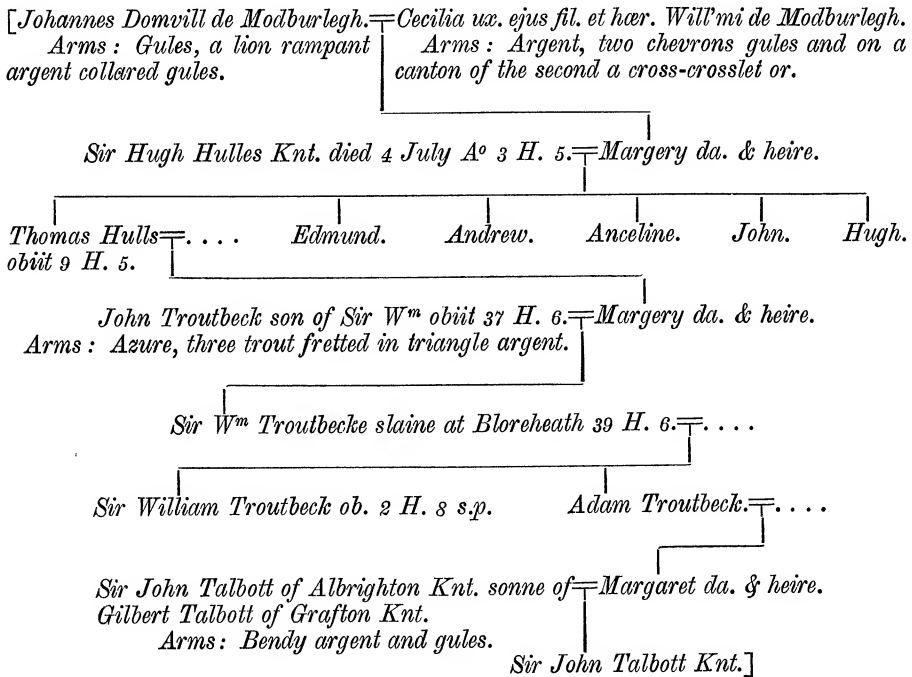 [Johannes Domvill de Modburlegh.=Cecilia ux. ejus fil. et hær. Will'mi de Modburlegh.
Arms: Gules, a lion rampant
argent collared gules.
Arms: Argent, two chevrons gules and on a
canton of the second a cross-crosslet or.
Sir Hugh Hulles Knt. died 4 July Aº 3 H. 5.=Margery da. & heire.
Thomas Hulls=....
obiit 9 H. 5.
Edmund.
Andrew.
Anceline.
John.
Hugh.
John Troutbeck son of Sir Wᵐ obiit 37 H. 6.=Margery da. & heire.
Arms: Azure, three trout fretted in triangle argent.
Sir Wᵐ Troutbecke slaine at Bloreheath 39 H. 6.=....
Sir William Troutbeck ob. 2 H. 8 s.p.
Adam Troutbeck.=....
Sir John Talbott of Albrighton Knt. sonne of=Margaret da. & heire.
Gilbert Talbott of Grafton Knt.
Arms: Bendy argent and gules.
Sir John Talbott Knt.]